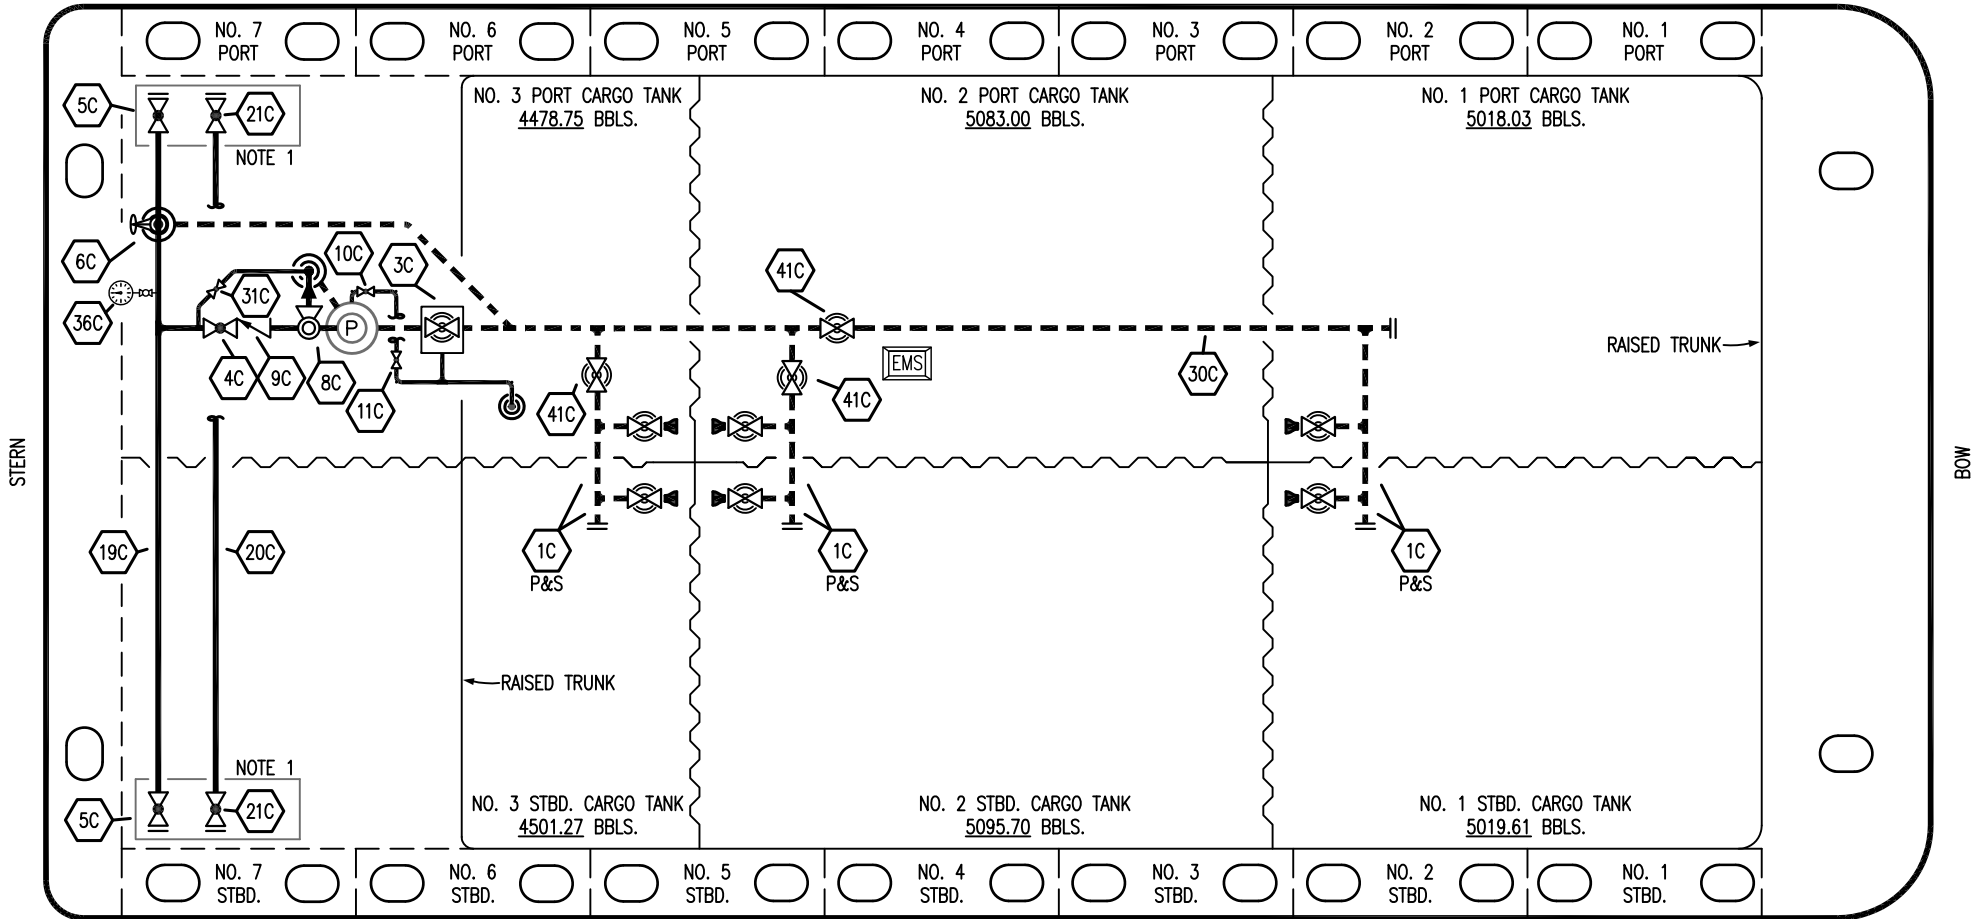 NO. 7
PORT
NO. 6
PORT
NO. 5
PORT
NO. 4
PORT
NO. 3
PORT
NO. 2
PORT
NO. 1
PORT
5C
21C
NOTE 1
NO. 3 PORT CARGO TANK
4478.75 BBLS.
NO. 2 PORT CARGO TANK
5083.00 BBLS.
NO. 1 PORT CARGO TANK
5018.03 BBLS.
6C
10C
3C
41C
31C
36C
P
RAISED TRUNK
EMS
30C
4C
9C
8C
11C
41C
41C
STERN
BOW
19C
20C
1C
P&S
1C
P&S
1C
P&S
RAISED TRUNK
NOTE 1
5C
21C
NO. 3 STBD. CARGO TANK
4501.27 BBLS.
NO. 2 STBD. CARGO TANK
5095.70 BBLS.
NO. 1 STBD. CARGO TANK
5019.61 BBLS.
NO. 7
STBD.
NO. 6
STBD.
NO. 5
STBD.
NO. 4
STBD.
NO. 3
STBD.
NO. 2
STBD.
NO. 1
STBD.